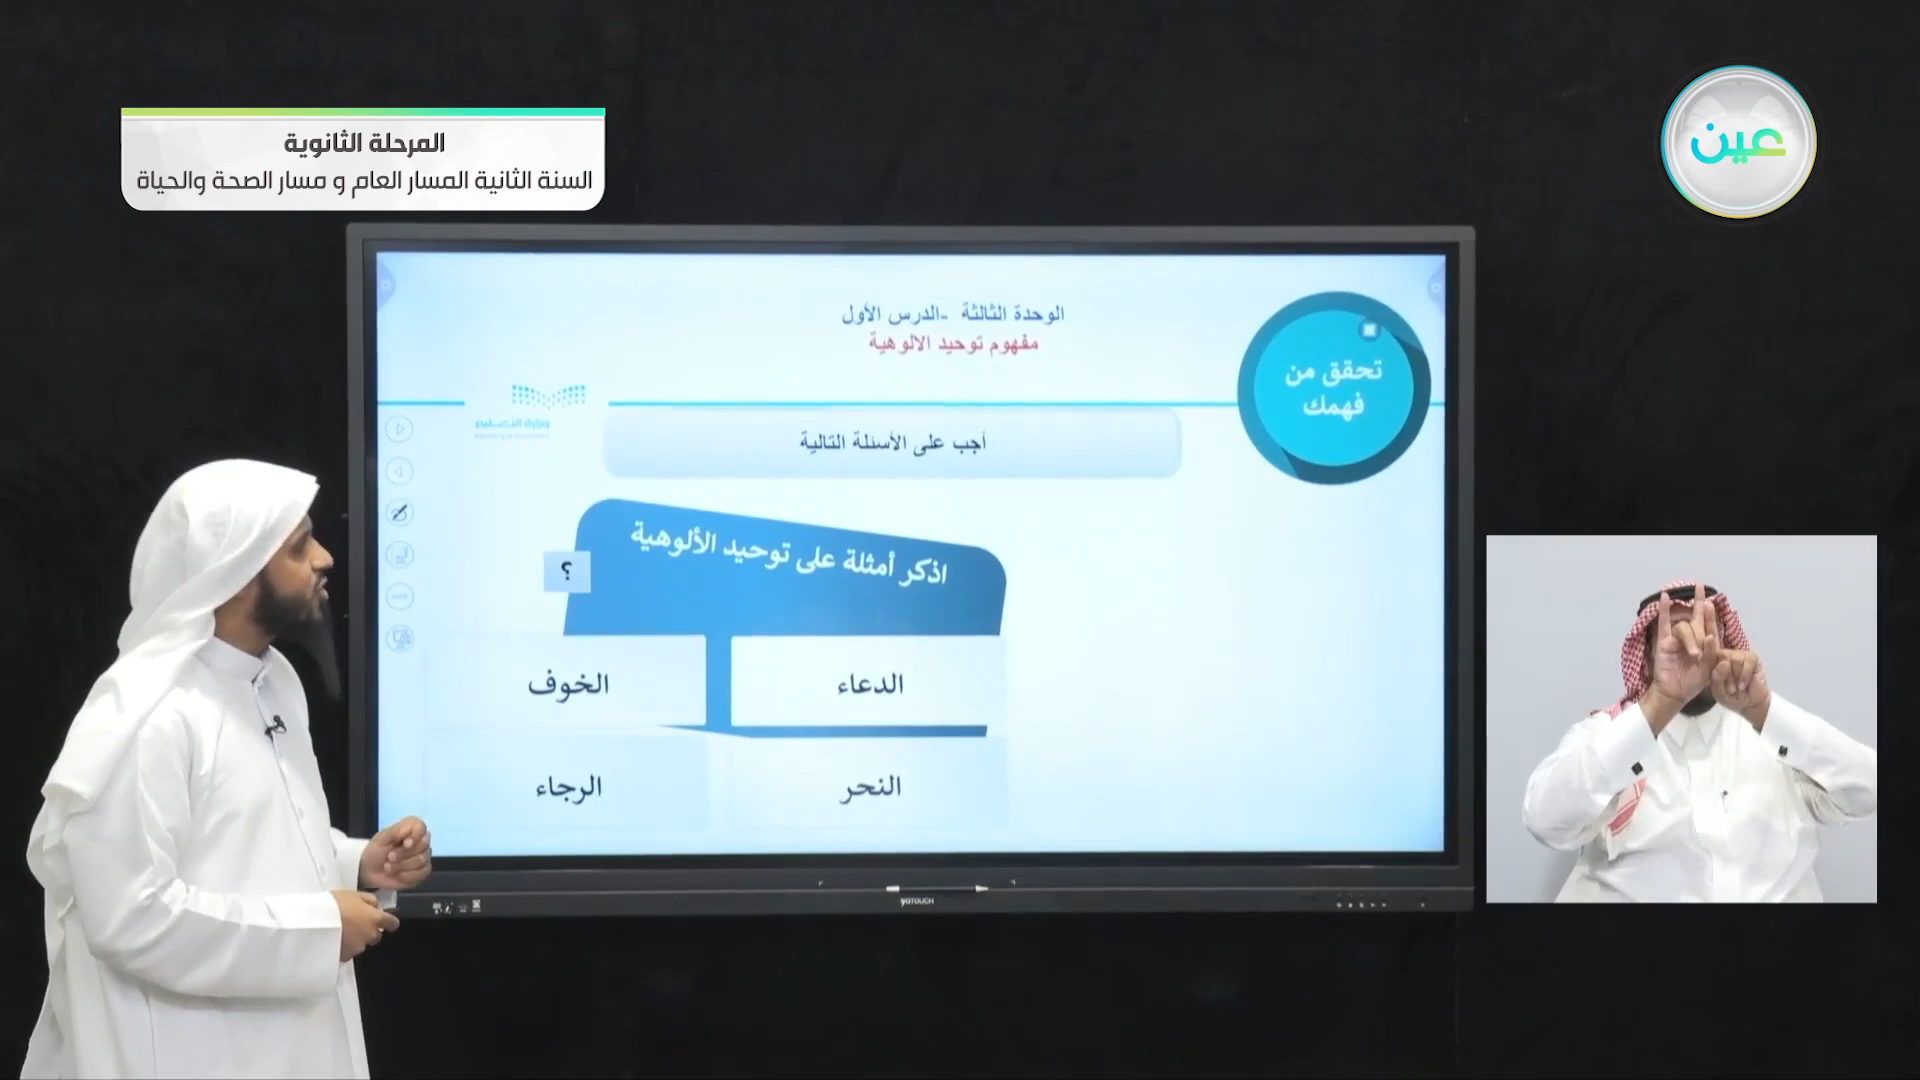 المرحلة الثانوية
السنة الثانية المسار العام و مسار الصحة والحياة
عين
الوحدة الثالثة -الدرس الأول
مفهوم توحيد الالوهية
تحقق من
فهمك
وزارة التعليم
أجب على الأسئلة التالية
اذكر أمثلة على توحيد الألوهية
؟
الدعاء
الخوف
النحر
الرجاء